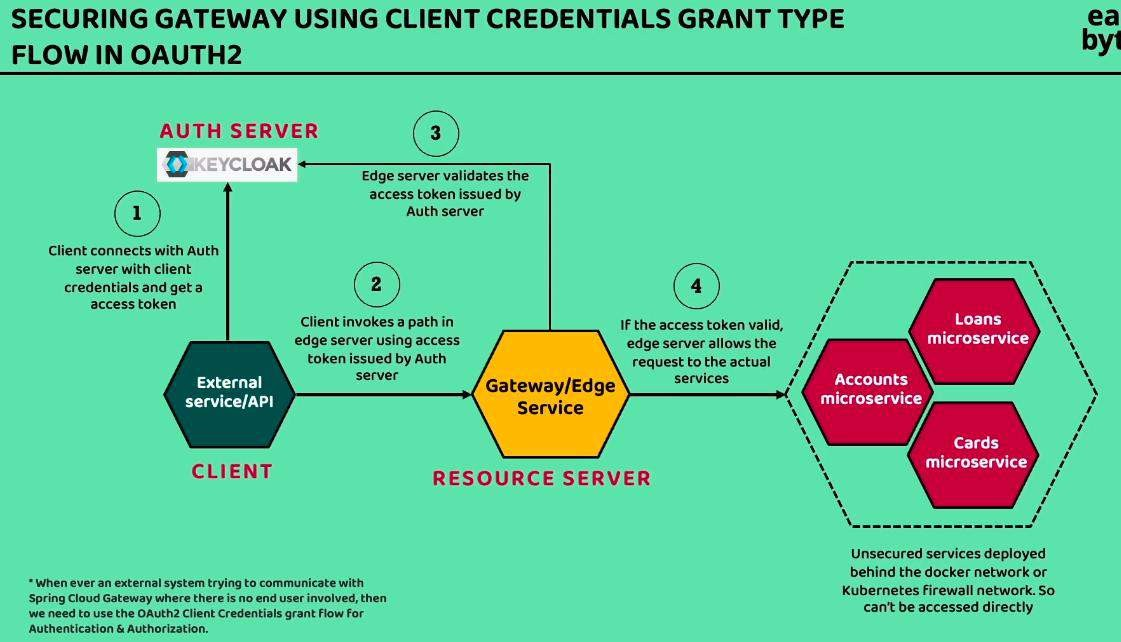 SECURING GATEWAY USING CLIENT CREDENTIALS GRANT TYPE
FLOW IN OAUTH2
ea
byt
AUTH SERVER
KEYCLOAK
1
Client connects with Auth
server with client
credentials and get a
access token
3
Edge server validates the
access token issued by
Auth server
2
Client invokes a path in
edge server using access
token issued by Auth
server
4
If the access token valid,
edge server allows the
request to the actual
services
External
service/API
CLIENT
Gateway/Edge
Service
RESOURCE SERVER
Loans
microservice
Accounts
microservice
Cards
microservice
Unsecured services deployed
behind the docker network or
Kubernetes firewall network. So
can't be accessed directly
* When ever an external system trying to communicate with
Spring Cloud Gateway where there is no end user involved, then
we need to use the OAuth2 Client Credentials grant flow for
Authentication & Authorization.